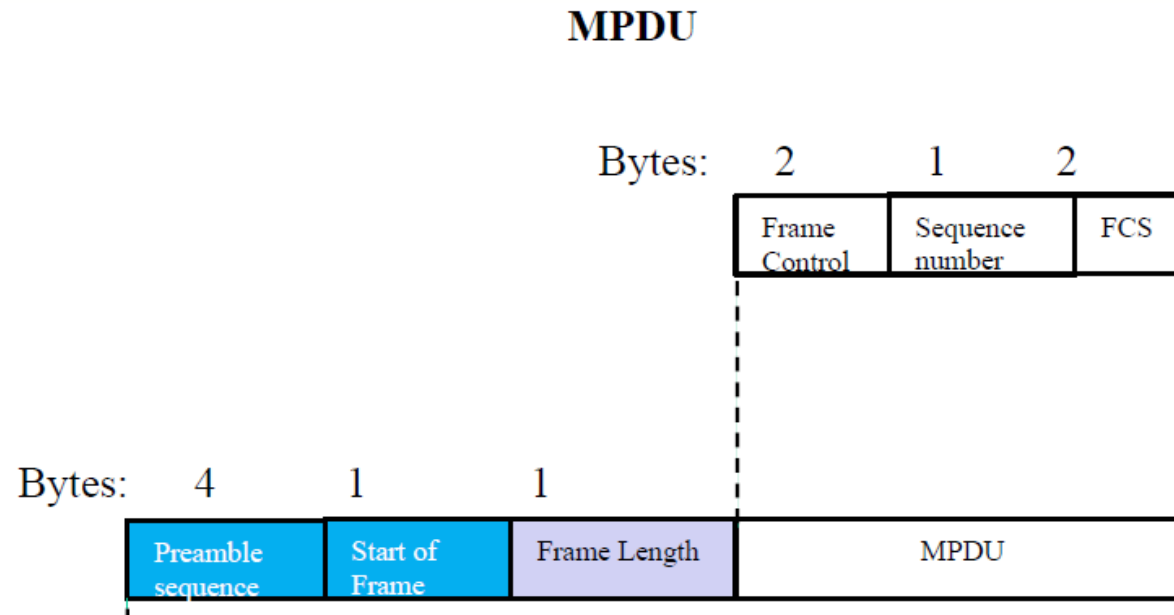 MPDU
Bytes: 2 1 2
Frame Control
Sequence number
FCS
Bytes: 4 1 1
Preamble sequence
Start of Frame
Frame Length
MPDU